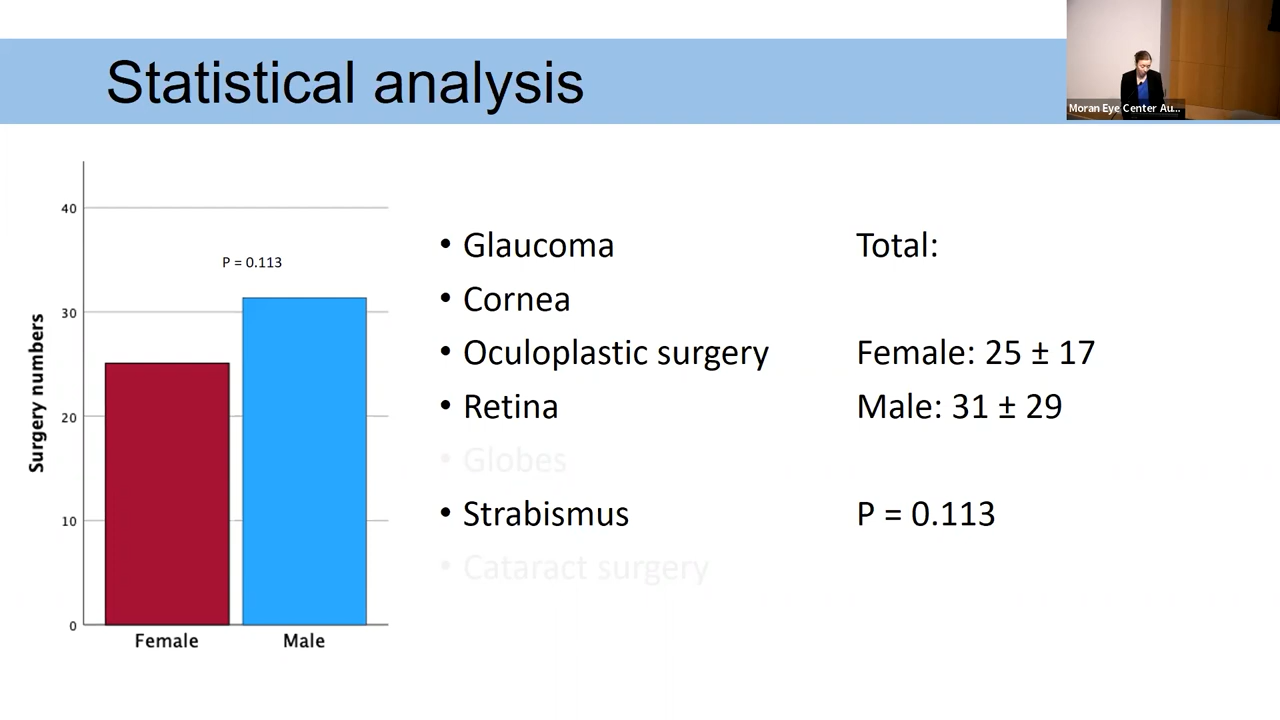 Statistical analysis
Moran Eye Center Au...
40
30
20
10
0
Surgery numbers
P = 0.113
Female
Male
• Glaucoma
• Cornea
• Oculoplastic surgery
• Retina
• Globes
• Strabismus
• Cataract surgery
Total:
Female: 25 ± 17
Male: 31 ± 29
P = 0.113